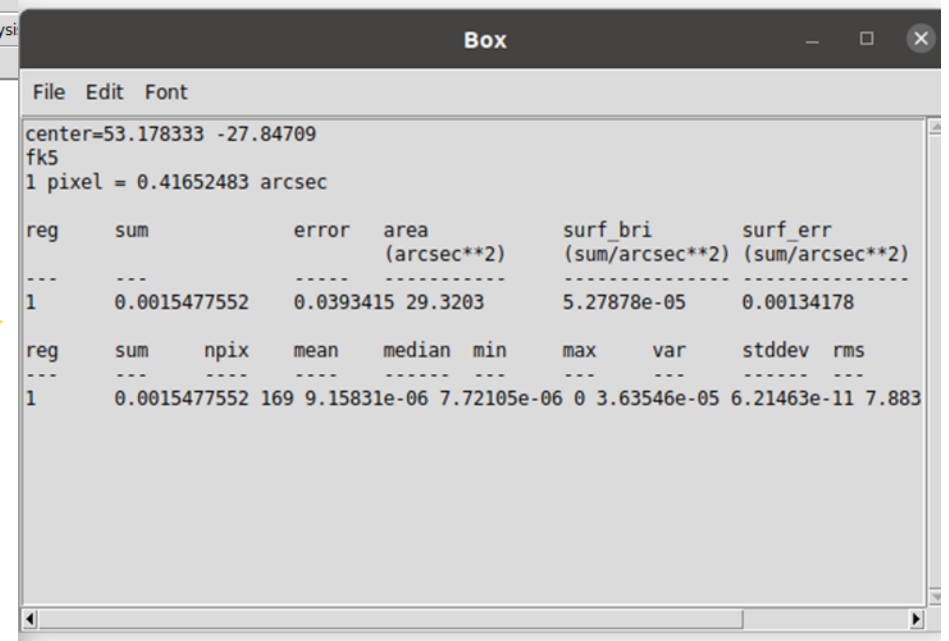 ysi
Box
File Edit Font
center=53.178333 -27.84709
fk5
1 pixel = 0.41652483 arcsec
reg sum error area surf_bri surf_err
(arcsec**2) (sum/arcsec**2) (sum/arcsec**2)
--- --- ----- ----------- --------------- ---------------
1 0.0015477552 0.0393415 29.3203 5.27878e-05 0.00134178
reg sum npix mean median min max var stddev rms
--- --- ---- ---- ------ --- --- --- ------ ---
1 0.0015477552 169 9.15831e-06 7.72105e-06 0 3.63546e-05 6.21463e-11 7.883